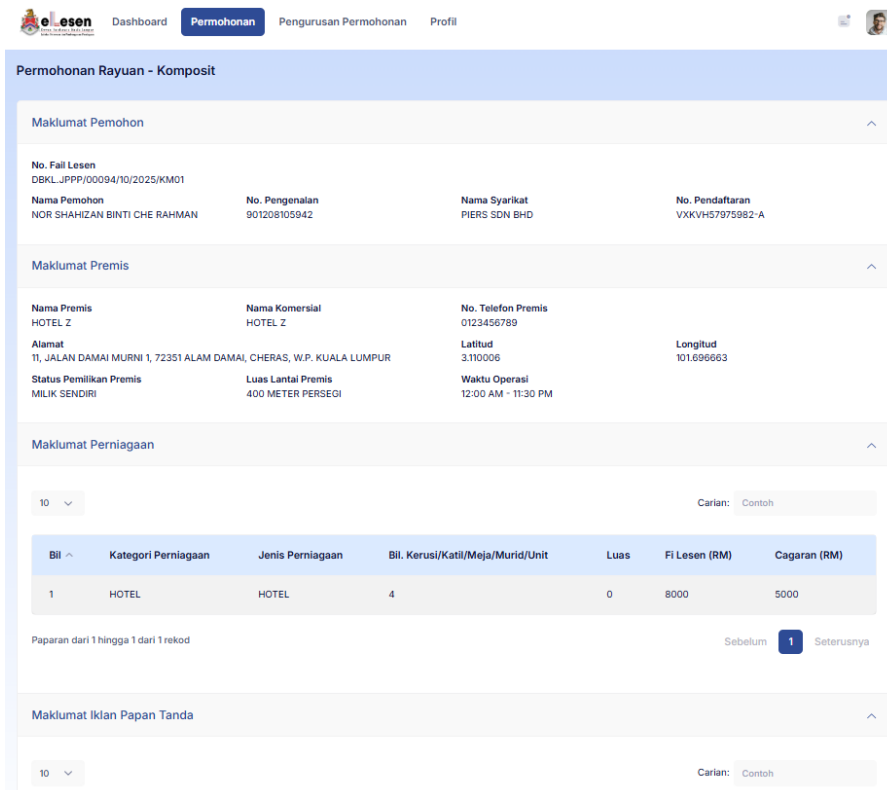 eLesen
Dashboard Permohonan Pengurusan Permohonan Profil
Permohonan Rayuan - Komposit
Maklumat Pemohon
No. Fail Lesen
DBKL.JPPP/00094/10/2025/KM01
Nama Pemohon No. Pengenalan Nama Syarikat No. Pendaftaran
NOR SHAHIZAN BINTI CHE RAHMAN 901208105942 PIERS SDN BHD VXKVH57975982-A
Maklumat Premis
Nama Premis Nama Komersial No. Telefon Premis
HOTEL Z HOTEL Z 0123456789
Alamat Latitud Longitud
11, JALAN DAMAI MURNI 1, 72351 ALAM DAMAI, CHERAS, W.P. KUALA LUMPUR 3.110006 101.696663
Status Pemilikan Premis Luas Lantai Premis Waktu Operasi
MILIK SENDIRI 400 METER PERSEGI 12:00 AM - 11:30 PM
Maklumat Perniagaan
10 Carian: Contoh
Bil Kategori Perniagaan Jenis Perniagaan Bil. Kerusi/Katil/Meja/Murid/Unit Luas Fi Lesen (RM) Cagaran (RM)
1 HOTEL HOTEL 4 0 8000 5000
Paparan dari 1 hingga 1 dari 1 rekod Sebelum 1 Seterusnya
Maklumat Iklan Papan Tanda
10 Carian: Contoh